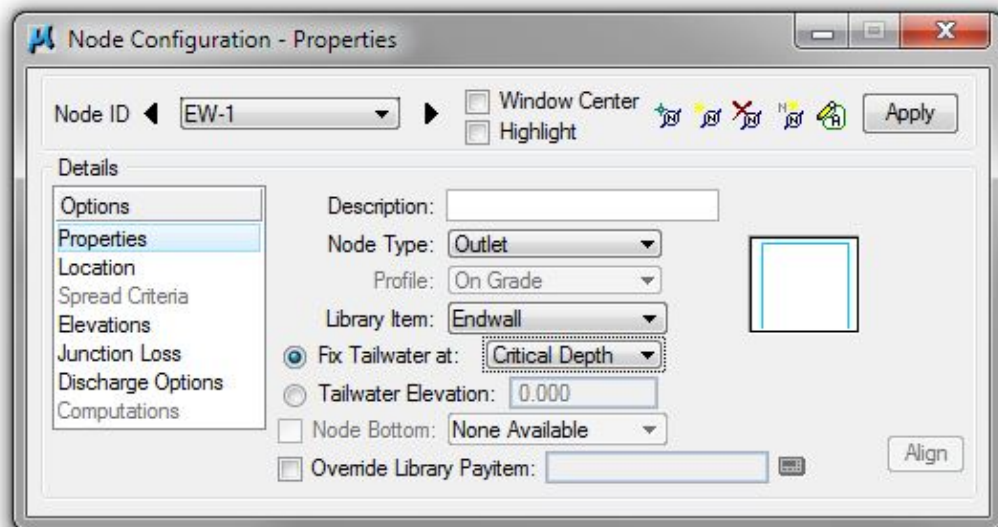 Node Configuration - Properties
Node ID EW-1 Window Center Apply
Highlight
Details
Options
Properties
Location
Spread Criteria
Elevations
Junction Loss
Discharge Options
Computations
Description:
Node Type: Outlet
Profile: On Grade
Library Item: Endwall
Fix Tailwater at: Critical Depth
Tailwater Elevation: 0.000
Node Bottom: None Available
Override Library Payitem:
Align